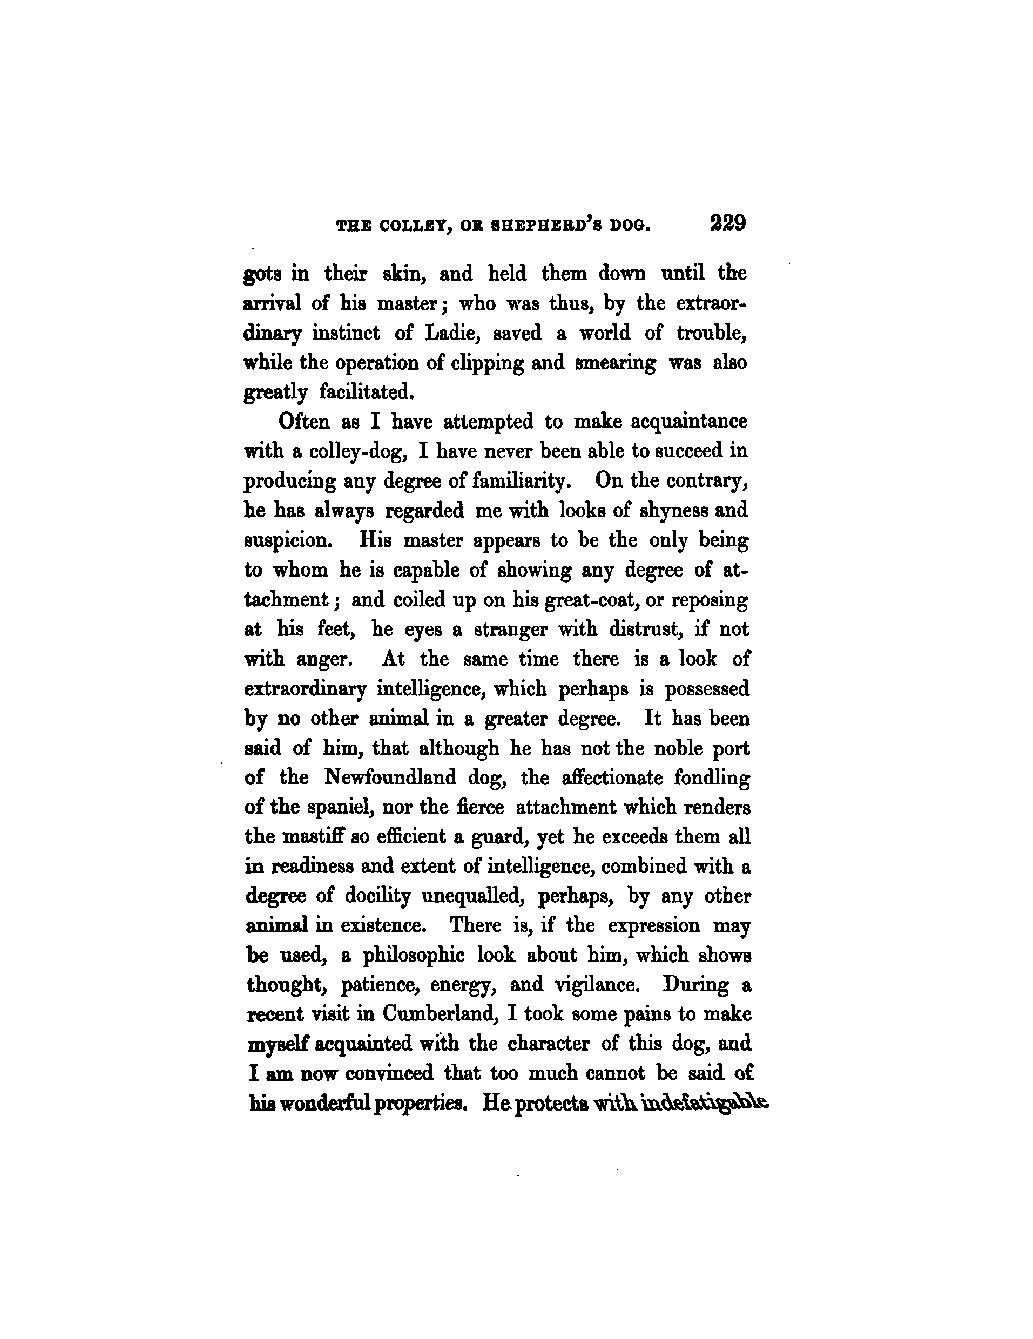 THE COLLEY, OR SHEPHERD'S DOG. 229
gots in their skin, and held them down until the
arrival of his master; who was thus, by the extraor-
dinary instinct of Ladie, saved a world of trouble,
while the operation of clipping and smearing was also
greatly facilitated.
Often as I have attempted to make acquaintance
with a colley-dog, I have never been able to succeed in
producing any degree of familiarity. On the contrary,
he has always regarded me with looks of shyness and
suspicion. His master appears to be the only being
to whom he is capable of showing any degree of at-
tachment; and coiled up on his great-coat, or reposing
at his feet, he eyes a stranger with distrust, if not
with anger. At the same time there is a look of
extraordinary intelligence, which perhaps is possessed
by no other animal in a greater degree. It has been
said of him, that although he has not the noble port
of the Newfoundland dog, the affectionate fondling
of the spaniel, nor the fierce attachment which renders
the mastiff so efficient a guard, yet he exceeds them all
in readiness and extent of intelligence, combined with a
degree of docility unequalled, perhaps, by any other
animal in existence. There is, if the expression may
be used, a philosophic look about him, which shows
thought, patience, energy, and vigilance. During a
recent visit in Cumberland, I took some pains to make
myself acquainted with the character of this dog, and
I am now convinced that too much cannot be said of
his wonderful properties. He protects with indefatigable